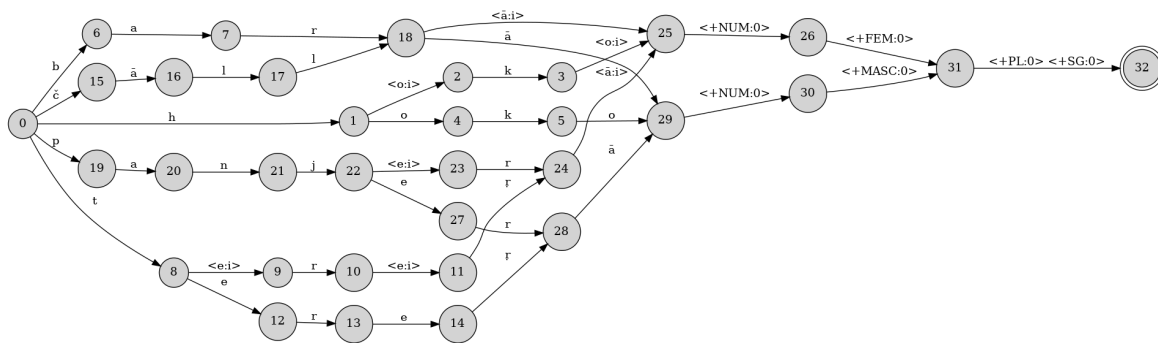 <ā:i>
6
a
7
r
18
25
<+NUM:0>
26
<+FEM:0>
ā
b
<o:i>
15
ā
16
l
17
l
2
k
3
<ā:i>
<+MASC:0>
31
<+PL:0> <+SG:0>
32
č
<o:i>
<+NUM:0>
30
0
h
1
o
4
k
5
o
29
p
19
a
20
n
21
j
22
<e:i>
23
r
24
ā
e
ṛ
t
27
r
28
8
<e:i>
9
r
10
<e:i>
11
ṛ
e
12
r
13
e
14